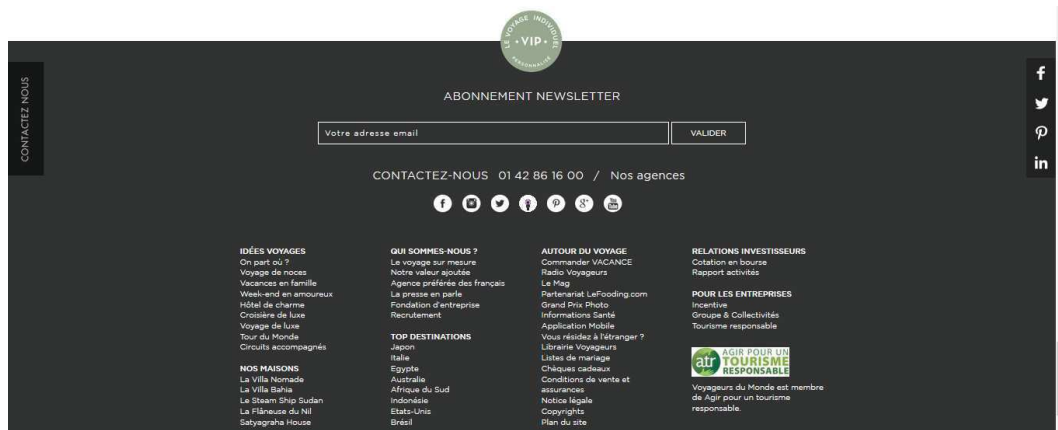 LE VOYAGE INDIVIDUEL
• VIP •
PERSONNALISÉ
CONTACTEZ NOUS
ABONNEMENT NEWSLETTER
Votre adresse email
VALIDER
CONTACTEZ-NOUS 01 42 86 16 00 / Nos agences
IDÉES VOYAGES
On part où ?
Voyage de noces
Vacances en famille
Week-end en amoureux
Hôtel de charme
Croisière de luxe
Voyage de luxe
Tour du Monde
Circuits accompagnés
NOS MAISONS
La Villa Nomade
La Villa Bahia
Le Steam Ship Sudan
La Flâneuse du Nil
Satyagraha House
QUI SOMMES-NOUS ?
Le voyage sur mesure
Notre valeur ajoutée
Agence préférée des français
La presse en parle
Fondation d'entreprise
Recrutement
TOP DESTINATIONS
Japon
Italie
Egypte
Australie
Afrique du Sud
Indonésie
Etats-Unis
Brésil
AUTOUR DU VOYAGE
Commander VACANCE
Radio Voyageurs
Le Mag
Partenariat LeFooding.com
Grand Prix Photo
Informations Santé
Application Mobile
Vous résidez à l'étranger ?
Librairie Voyageurs
Listes de mariage
Chèques cadeaux
Conditions de vente et
assurances
Notice légale
Copyrights
Plan du site
RELATIONS INVESTISSEURS
Cotation en bourse
Rapport activités
POUR LES ENTREPRISES
Incentive
Groupe & Collectivités
Tourisme responsable
atr
AGIR POUR UN
TOURISME
RESPONSABLE
Voyageurs du Monde est membre
de Agir pour un tourisme
responsable.